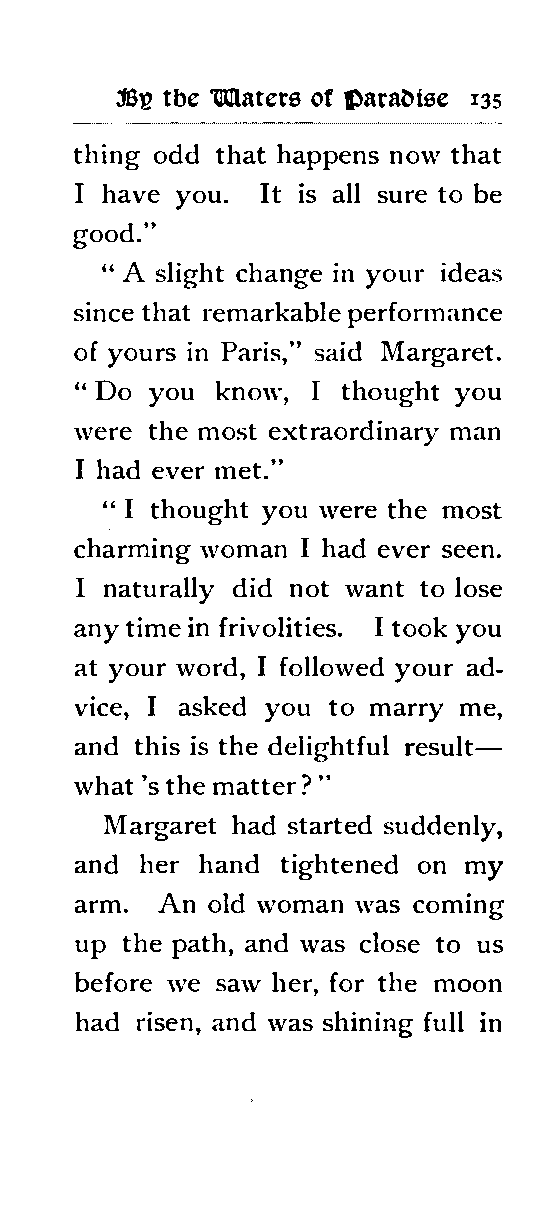 By the Waters of Paradise 135
thing odd that happens now that
I have you. It is all sure to be
good."
" A slight change in your ideas
since that remarkable performance
of yours in Paris," said Margaret.
" Do you know, I thought you
were the most extraordinary man
I had ever met."
" I thought you were the most
charming woman I had ever seen.
I naturally did not want to lose
any time in frivolities. I took you
at your word, I followed your ad-
vice, I asked you to marry me,
and this is the delightful result—
what 's the matter ? "
Margaret had started suddenly,
and her hand tightened on my
arm. An old woman was coming
up the path, and was close to us
before we saw her, for the moon
had risen, and was shining full in